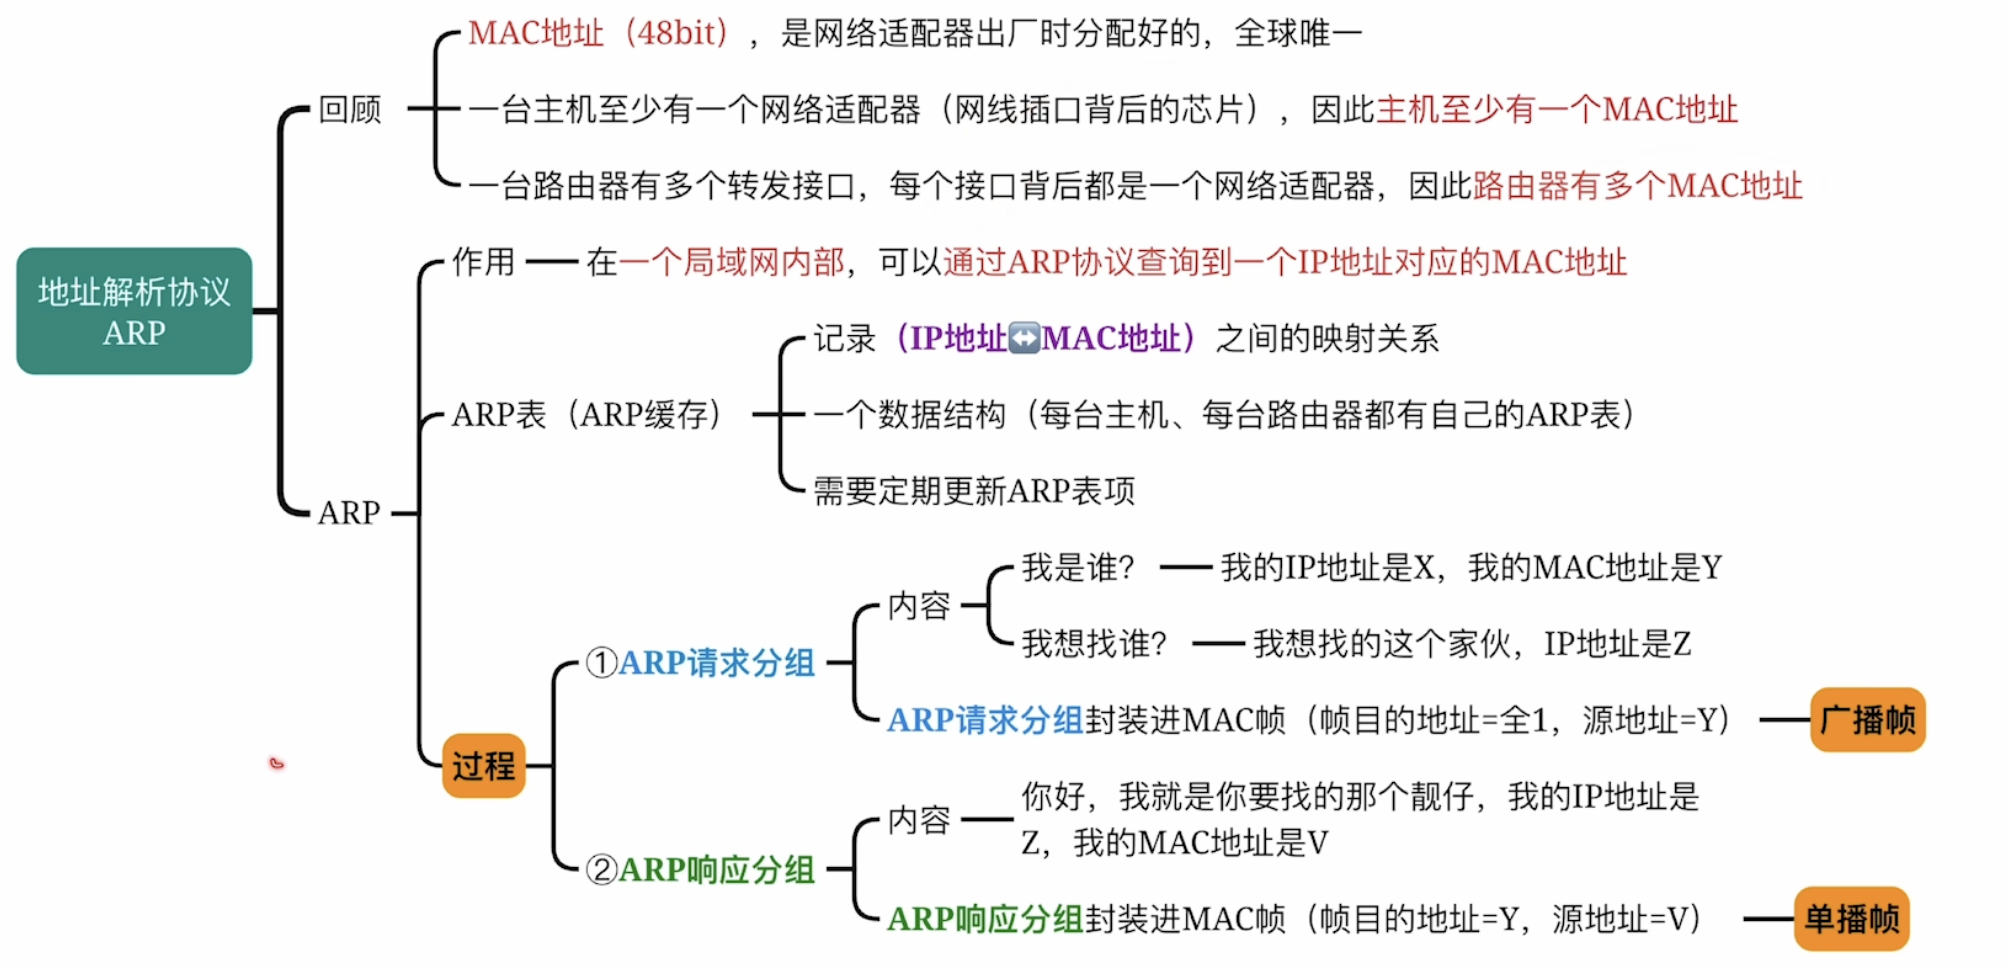 地址解析协议
ARP
回顾
MAC地址（48bit），是网络适配器出厂时分配好的，全球唯一
一台主机至少有一个网络适配器（网线插口背后的芯片），因此主机至少有一个MAC地址
一台路由器有多个转发接口，每个接口背后都是一个网络适配器，因此路由器有多个MAC地址
ARP
作用
在一个局域网内部，可以通过ARP协议查询到一个IP地址对应的MAC地址
ARP表（ARP缓存）
记录（IP地址↔️MAC地址）之间的映射关系
一个数据结构（每台主机、每台路由器都有自己的ARP表）
需要定期更新ARP表项
过程
①ARP请求分组
内容
我是谁？
我的IP地址是X，我的MAC地址是Y
我想找谁？
我想找的这个家伙，IP地址是Z
ARP请求分组封装进MAC帧（帧目的地址=全1，源地址=Y）
广播帧
②ARP响应分组
内容
你好，我就是你要找的那个靓仔，我的IP地址是
Z，我的MAC地址是V
ARP响应分组封装进MAC帧（帧目的地址=Y，源地址=V）
单播帧